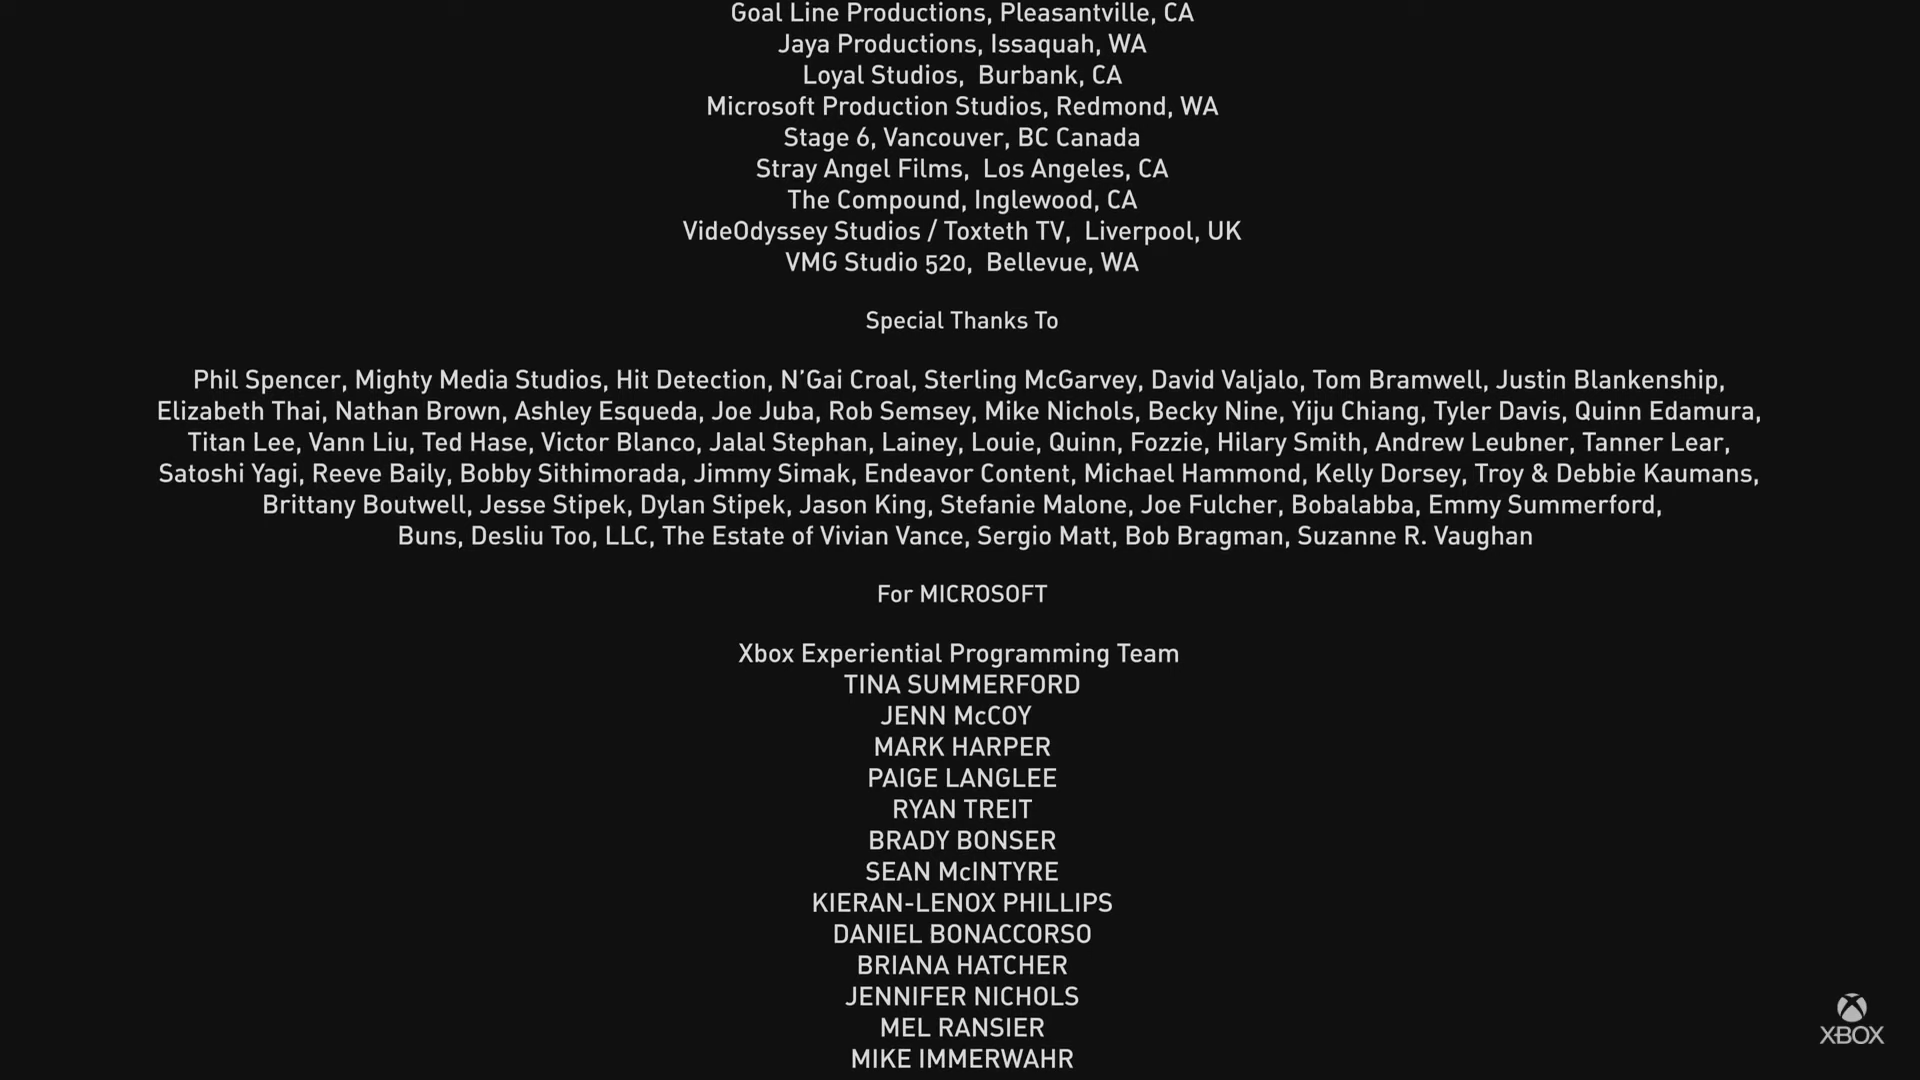 Goal Line Productions, Pleasantville, CA
Jaya Productions, Issaquah, WA
Loyal Studios,  Burbank, CA
Microsoft Production Studios, Redmond, WA
Stage 6, Vancouver, BC Canada
Stray Angel Films,  Los Angeles, CA
The Compound, Inglewood, CA
VideOdyssey Studios / Toxteth TV,  Liverpool, UK
VMG Studio 520,  Bellevue, WA
Special Thanks To
Phil Spencer, Mighty Media Studios, Hit Detection, N’Gai Croal, Sterling McGarvey, David Valjalo, Tom Bramwell, Justin Blankenship,
Elizabeth Thai, Nathan Brown, Ashley Esqueda, Joe Juba, Rob Semsey, Mike Nichols, Becky Nine, Yiju Chiang, Tyler Davis, Quinn Edamura,
Titan Lee, Vann Liu, Ted Hase, Victor Blanco, Jalal Stephan, Lainey, Louie, Quinn, Fozzie, Hilary Smith, Andrew Leubner, Tanner Lear,
Satoshi Yagi, Reeve Baily, Bobby Sithimorada, Jimmy Simak, Endeavor Content, Michael Hammond, Kelly Dorsey, Troy & Debbie Kaumans,
Brittany Boutwell, Jesse Stipek, Dylan Stipek, Jason King, Stefanie Malone, Joe Fulcher, Bobalabba, Emmy Summerford,
Buns, Desliu Too, LLC, The Estate of Vivian Vance, Sergio Matt, Bob Bragman, Suzanne R. Vaughan
For MICROSOFT
Xbox Experiential Programming Team
TINA SUMMERFORD
JENN McCOY
MARK HARPER
PAIGE LANGLEE
RYAN TREIT
BRADY BONSER
SEAN McINTYRE
KIERAN-LENOX PHILLIPS
DANIEL BONACCORSO
BRIANA HATCHER
JENNIFER NICHOLS
MEL RANSIER
MIKE IMMERWAHR
XBOX